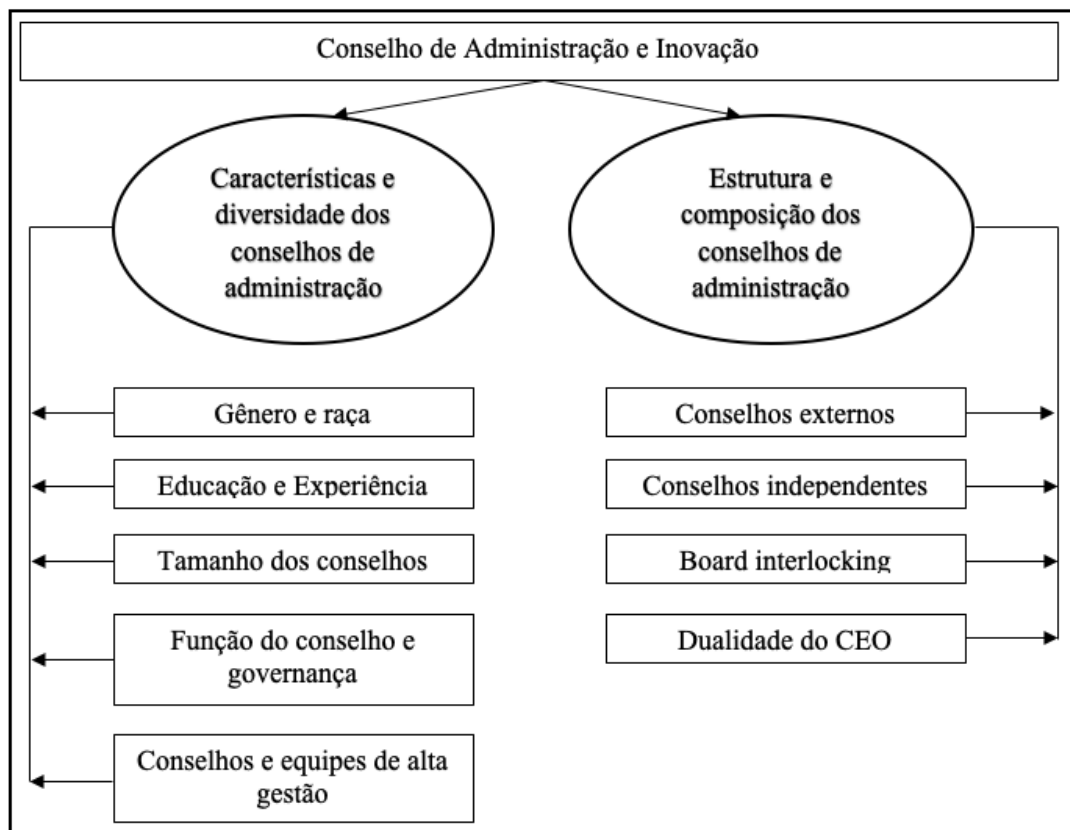 Conselho de Administração e Inovação
Característícas e
diversidade dos
conselhos de
administração
Estrutura e
composição dos
conselhos de
administração
Gênero e raça
Educação e Experiência
Tamanho dos conselhos
Função do conselho e
governança
Conselhos e equipes de alta
gestão
Conselhos externos
Conselhos independentes
Board interlocking
Dualidade do CEO